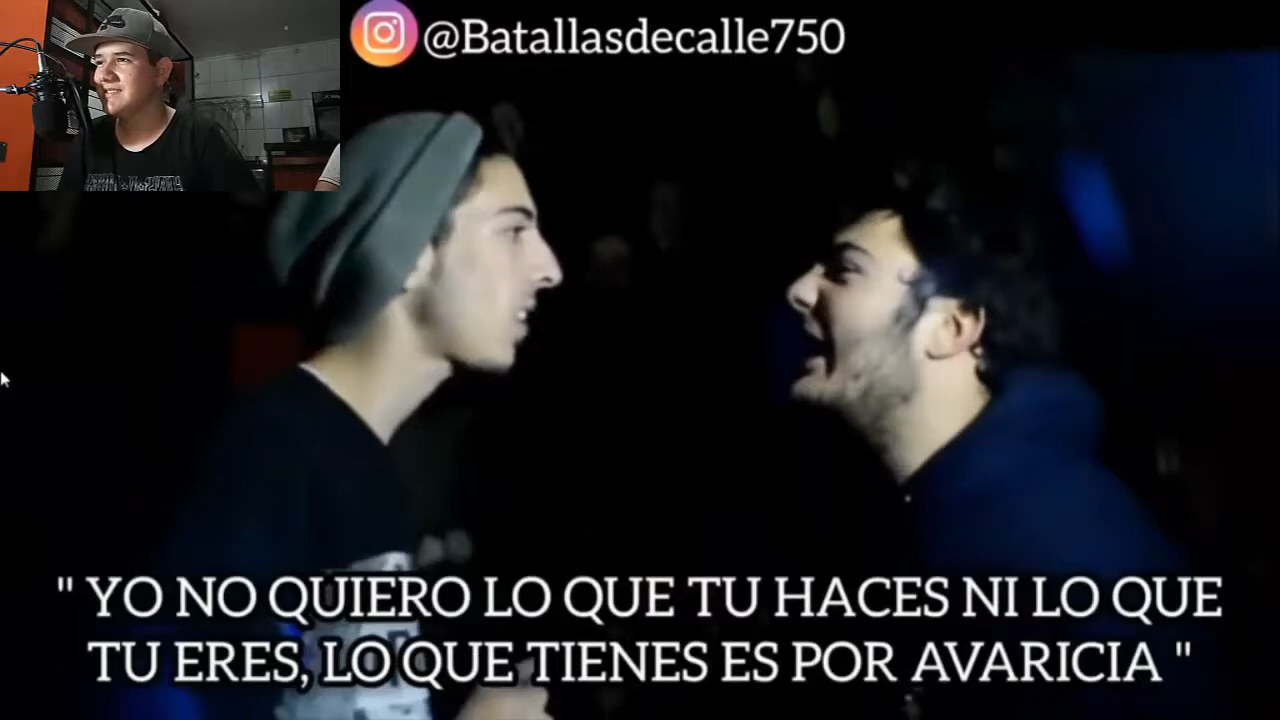 @Batallasdecalle750
" YO NO QUIERO LO QUE TU HACES NI LO QUE
TU ERES, LO QUE TIENES ES POR AVARICIA "